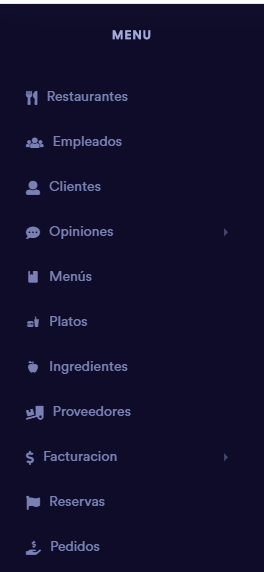 MENU
Restaurantes
Empleados
Clientes
Opiniones
Menús
Platos
Ingredientes
Proveedores
Facturacion
Reservas
Pedidos